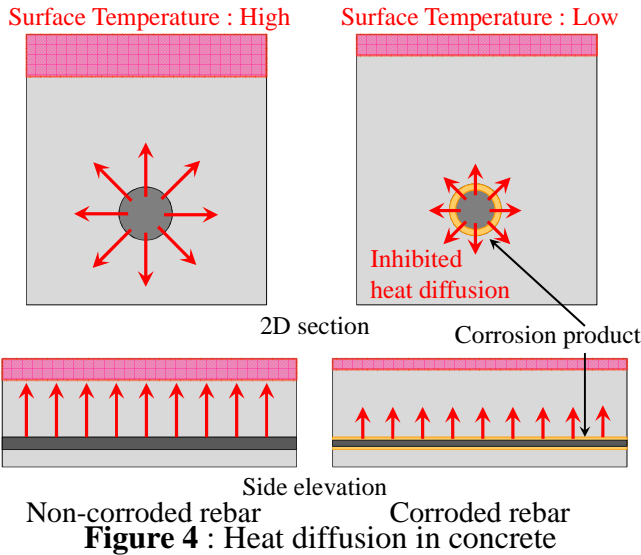 Surface Temperature : High
Surface Temperature : Low
Inhibited
heat diffusion
2D section
Corrosion product
Side elevation
Non-corroded rebar
Corroded rebar
Figure 4 : Heat diffusion in concrete